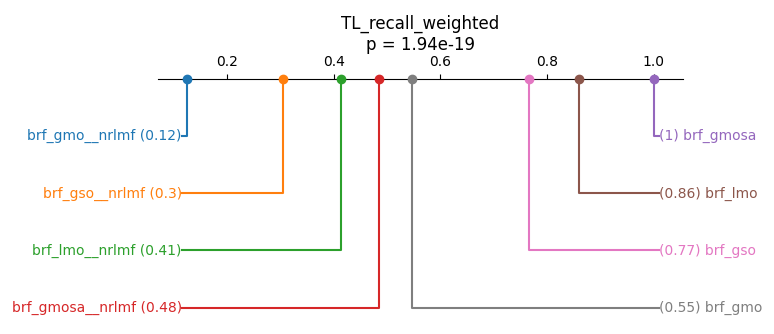 TL_recall_weighted
p = 1.94e-19
0.2 0.4 0.6 0.8 1.0
brf_gmo__nrlmf (0.12) (1) brf_gmosa
brf_gso__nrlmf (0.3) (0.86) brf_lmo
brf_lmo__nrlmf (0.41) (0.77) brf_gso
brf_gmosa__nrlmf (0.48) (0.55) brf_gmo